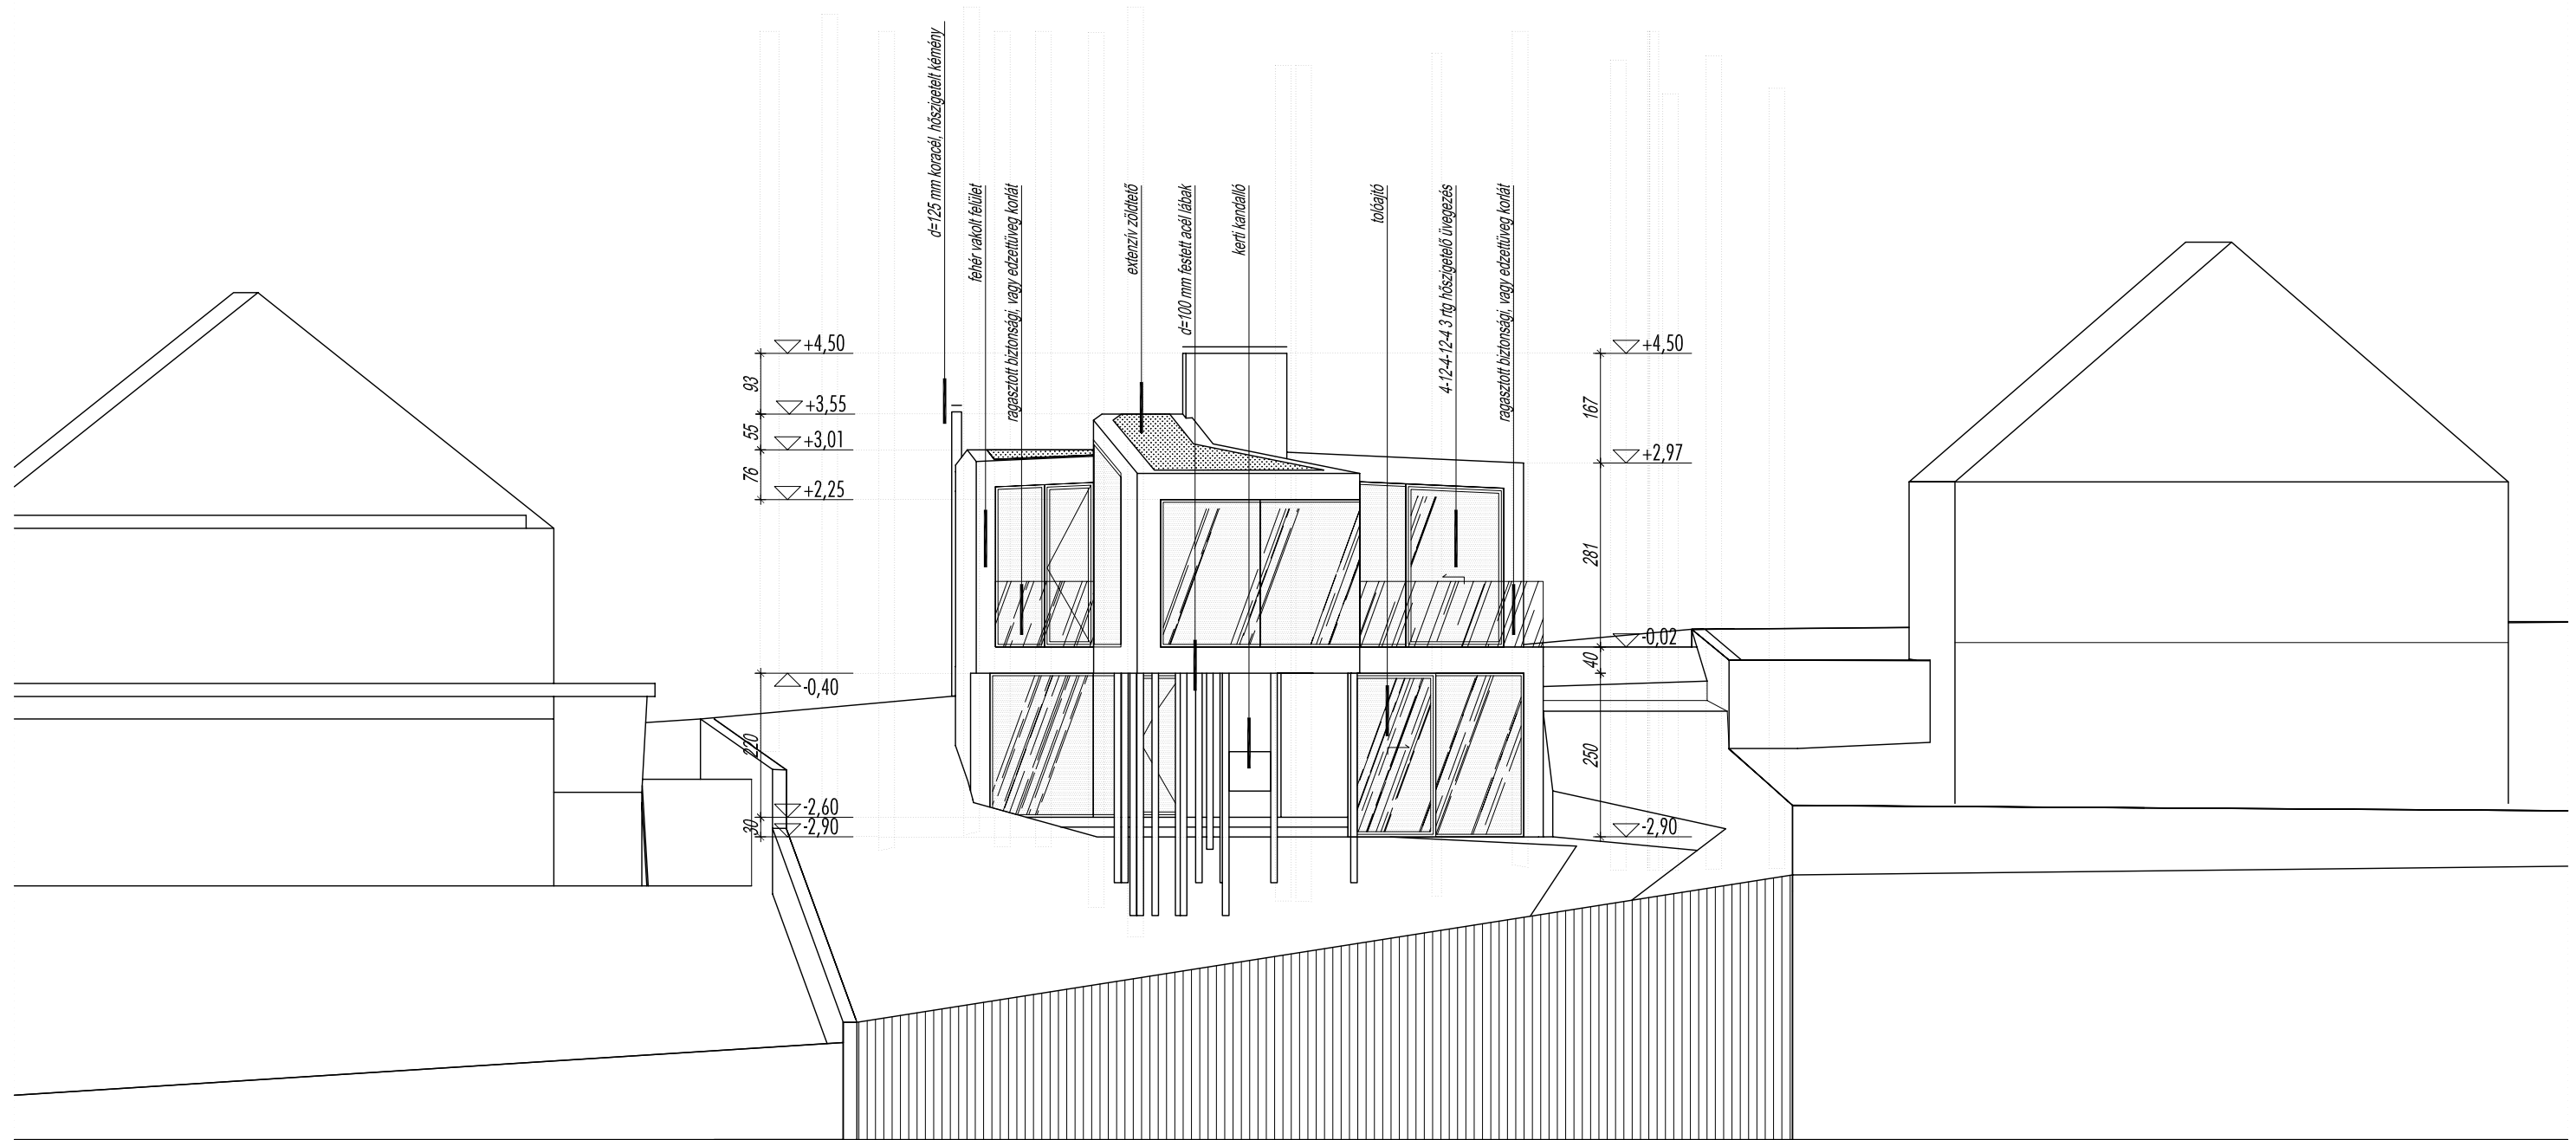 d=125 mm koracél, hőszigetelt kémény
fehér vakolt felület
ragasztott biztonsági, vagy edzettüveg korlát
extenzív zöldtető
d=100 mm festett acél lábak
kerti kandalló
tolóajtó
4-12-4-12-4 3 rtg hőszigetelő üvegezés
ragasztott biztonsági, vagy edzettüveg korlát
+4,50
93
+3,55
55
+3,01
76
+2,25
-0,40
220
-2,60
30
-2,90
+4,50
167
+2,97
281
-0,02
40
250
-2,90